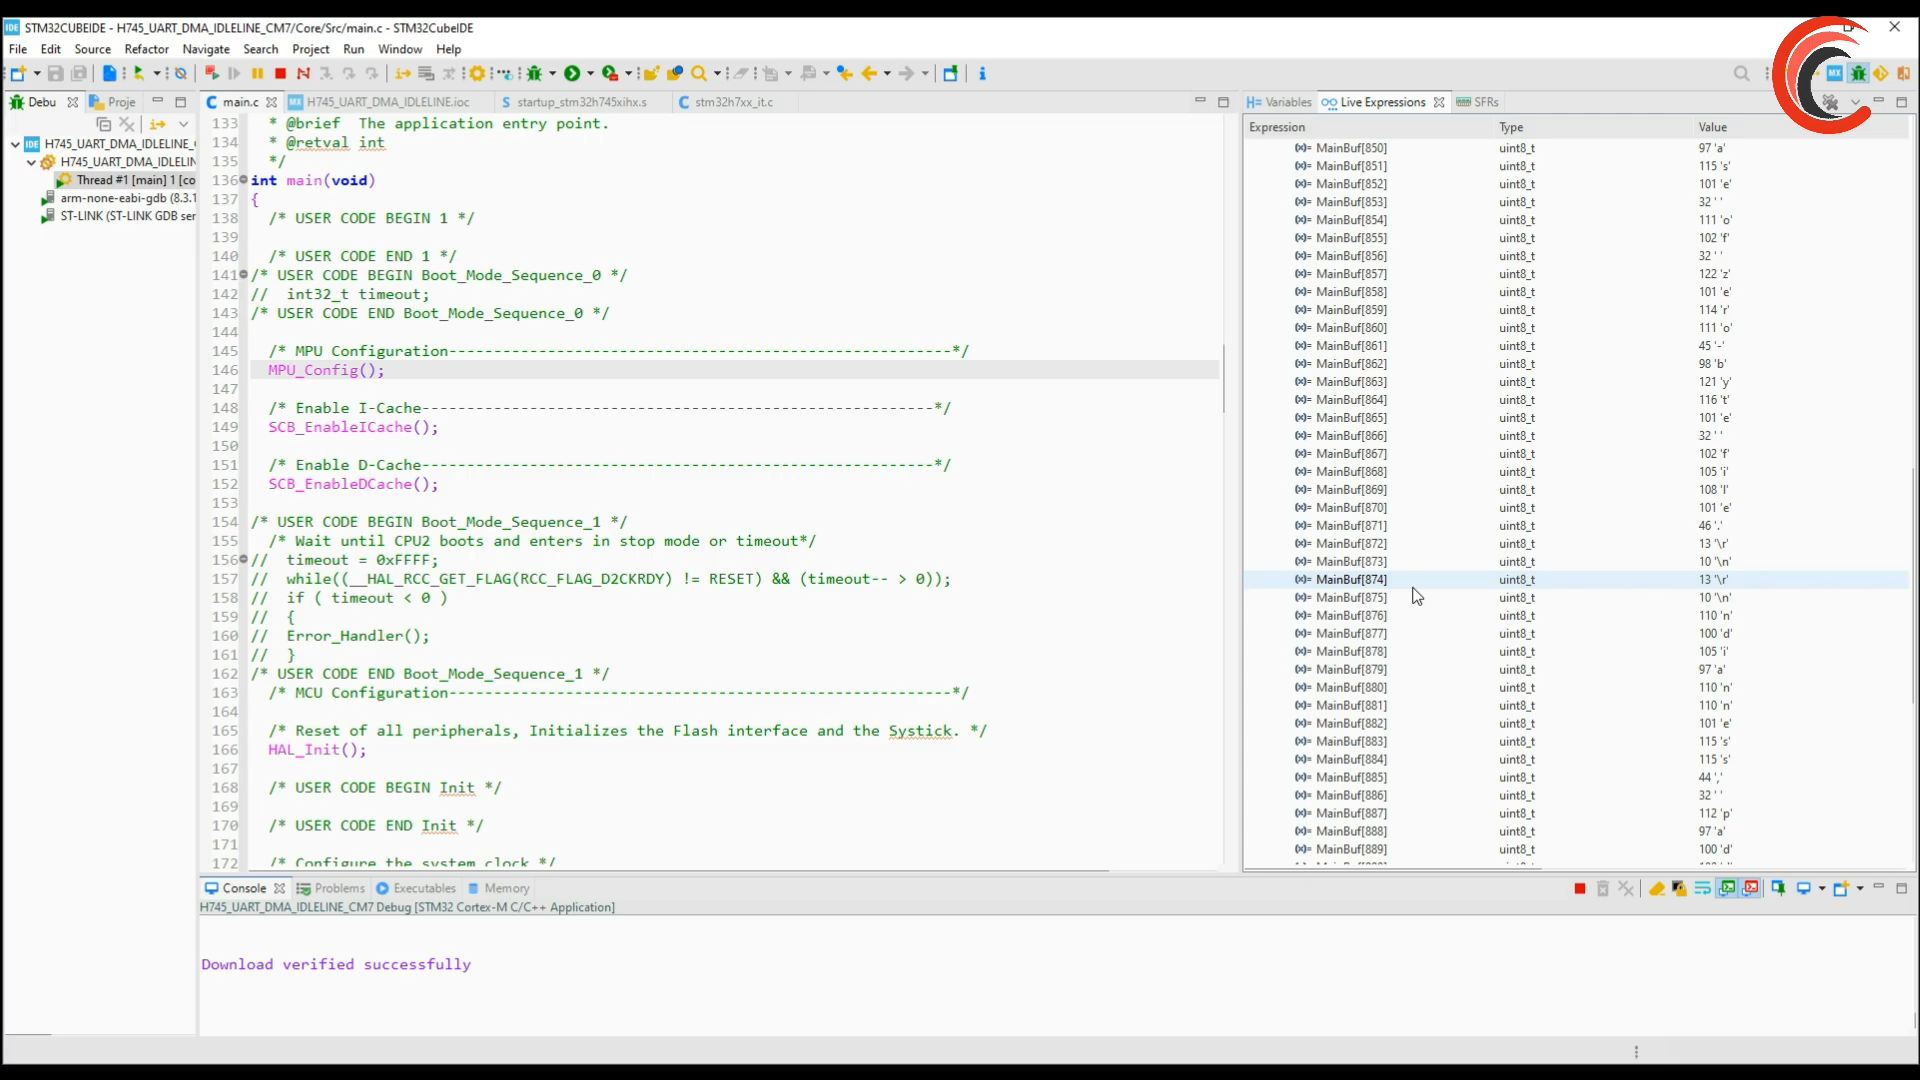 IDE STM32CUBEIDE - H745_UART_DMA_IDLELINE_CM7/Core/Src/main.c - STM32CubeIDE
File Edit Source Refactor Navigate Search Project Run Window Help
MX
Debu Proje
main.c H745_UART_DMA_IDLELINE.ioc startup_stm32h745xihx.s stm32h7xx_it.c
Variables Live Expressions SFRs
H745_UART_DMA_IDLELINE_
H745_UART_DMA_IDLELIN
Thread #1 [main] 1 [co
arm-none-eabi-gdb (8.3.1
ST-LINK (ST-LINK GDB ser
133 * @brief The application entry point.
134 * @retval int
135 */
136 int main(void)
137 {
138 /* USER CODE BEGIN 1 */
139
140 /* USER CODE END 1 */
141 /* USER CODE BEGIN Boot_Mode_Sequence_0 */
142 // int32_t timeout;
143 /* USER CODE END Boot_Mode_Sequence_0 */
144
145 /* MPU Configuration--------------------------------------------------------*/
146 MPU_Config();
147
148 /* Enable I-Cache---------------------------------------------------------*/
149 SCB_EnableICache();
150
151 /* Enable D-Cache---------------------------------------------------------*/
152 SCB_EnableDCache();
153
154 /* USER CODE BEGIN Boot_Mode_Sequence_1 */
155 /* Wait until CPU2 boots and enters in stop mode or timeout*/
156 // timeout = 0xFFFF;
157 // while((__HAL_RCC_GET_FLAG(RCC_FLAG_D2CKRDY) != RESET) && (timeout-- > 0));
158 // if ( timeout < 0 )
159 // {
160 // Error_Handler();
161 // }
162 /* USER CODE END Boot_Mode_Sequence_1 */
163 /* MCU Configuration--------------------------------------------------------*/
164
165 /* Reset of all peripherals, Initializes the Flash interface and the Systick. */
166 HAL_Init();
167
168 /* USER CODE BEGIN Init */
169
170 /* USER CODE END Init */
171
172 /* Configure the system clock */
Expression Type Value
MainBuf[850] uint8_t 97 'a'
MainBuf[851] uint8_t 115 's'
MainBuf[852] uint8_t 101 'e'
MainBuf[853] uint8_t 32 ' '
MainBuf[854] uint8_t 111 'o'
MainBuf[855] uint8_t 102 'f'
MainBuf[856] uint8_t 32 ' '
MainBuf[857] uint8_t 122 'z'
MainBuf[858] uint8_t 101 'e'
MainBuf[859] uint8_t 114 'r'
MainBuf[860] uint8_t 111 'o'
MainBuf[861] uint8_t 45 '-'
MainBuf[862] uint8_t 98 'b'
MainBuf[863] uint8_t 121 'y'
MainBuf[864] uint8_t 116 't'
MainBuf[865] uint8_t 101 'e'
MainBuf[866] uint8_t 32 ' '
MainBuf[867] uint8_t 102 'f'
MainBuf[868] uint8_t 105 'i'
MainBuf[869] uint8_t 108 'l'
MainBuf[870] uint8_t 101 'e'
MainBuf[871] uint8_t 46 '.'
MainBuf[872] uint8_t 13 '\r'
MainBuf[873] uint8_t 10 '\n'
MainBuf[874] uint8_t 13 '\r'
MainBuf[875] uint8_t 10 '\n'
MainBuf[876] uint8_t 110 'n'
MainBuf[877] uint8_t 100 'd'
MainBuf[878] uint8_t 105 'i'
MainBuf[879] uint8_t 97 'a'
MainBuf[880] uint8_t 110 'n'
MainBuf[881] uint8_t 110 'n'
MainBuf[882] uint8_t 101 'e'
MainBuf[883] uint8_t 115 's'
MainBuf[884] uint8_t 115 's'
MainBuf[885] uint8_t 44 ','
MainBuf[886] uint8_t 32 ' '
MainBuf[887] uint8_t 112 'p'
MainBuf[888] uint8_t 97 'a'
MainBuf[889] uint8_t 100 'd'
Console Problems Executables Memory
H745_UART_DMA_IDLELINE_CM7 Debug [STM32 Cortex-M C/C++ Application]
Download verified successfully